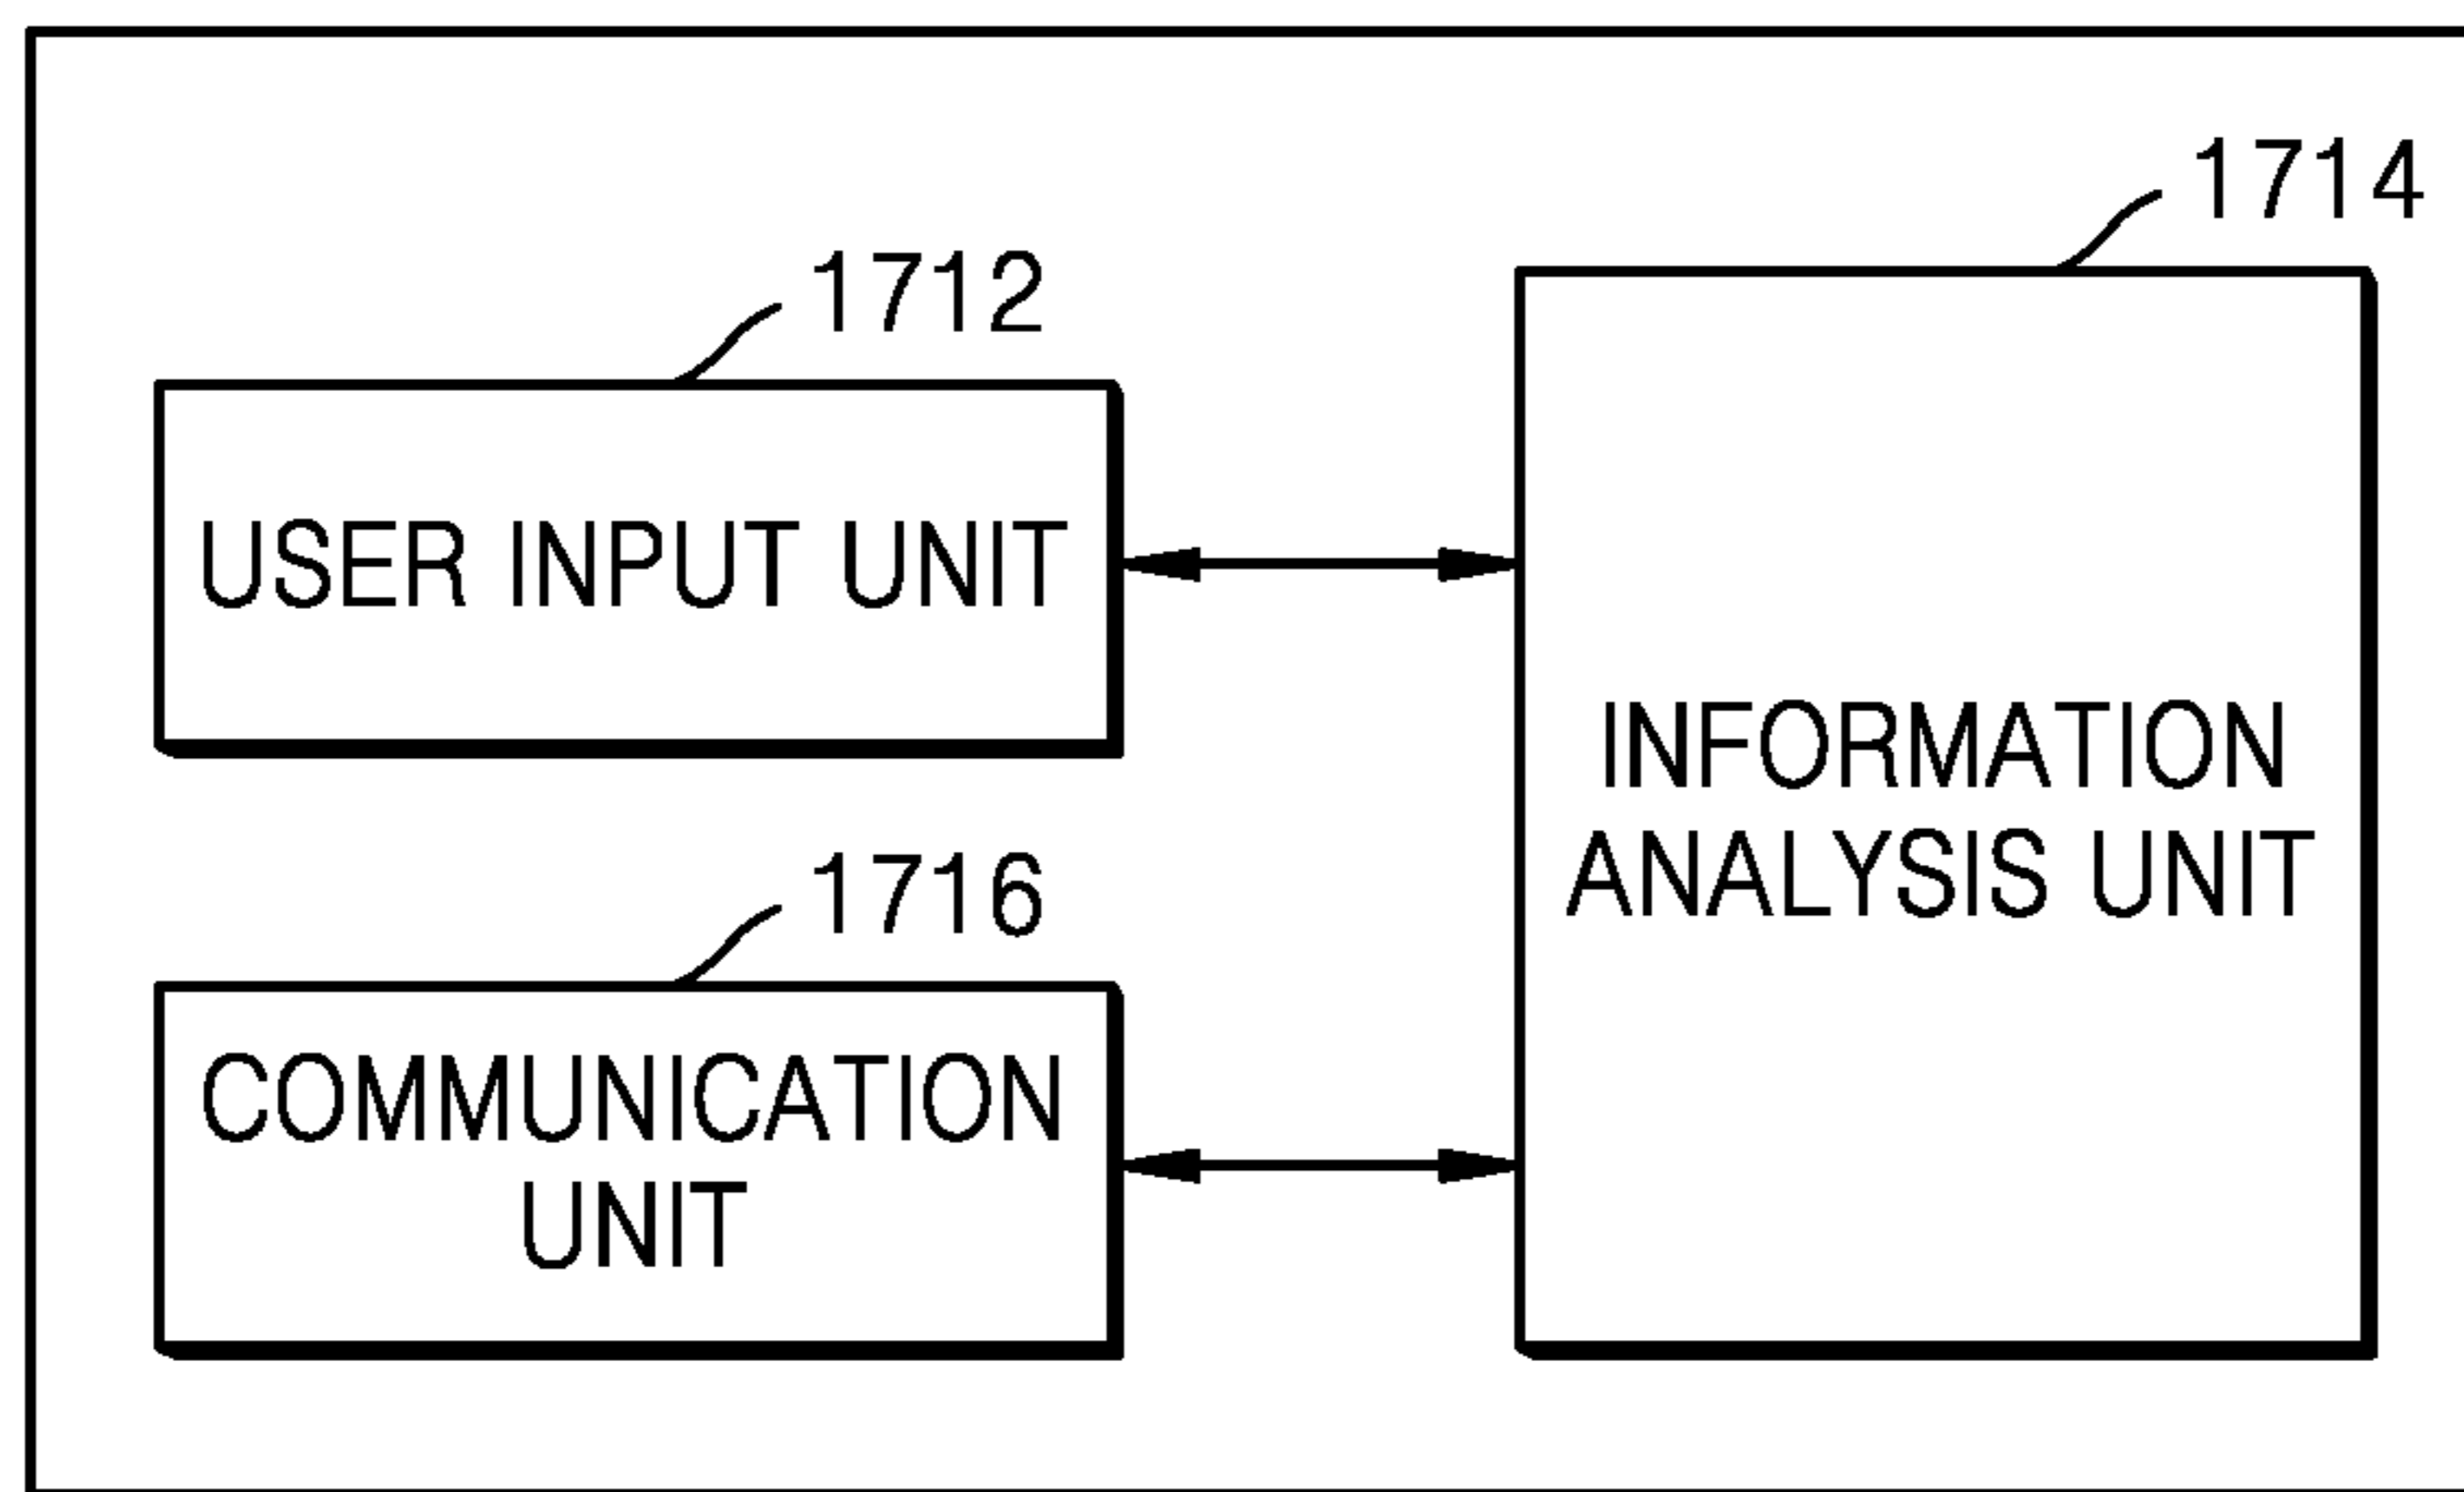 1712
USER INPUT UNIT
1716
COMMUNICATION
UNIT
1714
INFORMATION
ANALYSIS UNIT